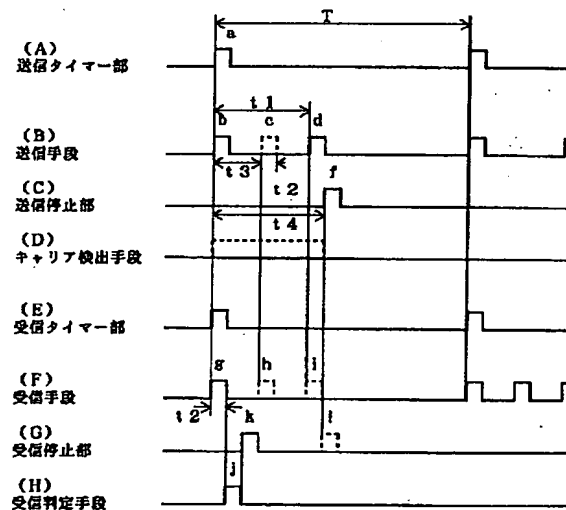 T
(A) a
送信タイマー部
t1
(B) b c d
送信手段
t3 t2 f
(C)
送信停止部
t4
(D)
キャリア検出手段
(E)
受信タイマー部
(F) g h i
受信手段
t2 k l
(G)
受信停止部
j
(H)
受信判定手段